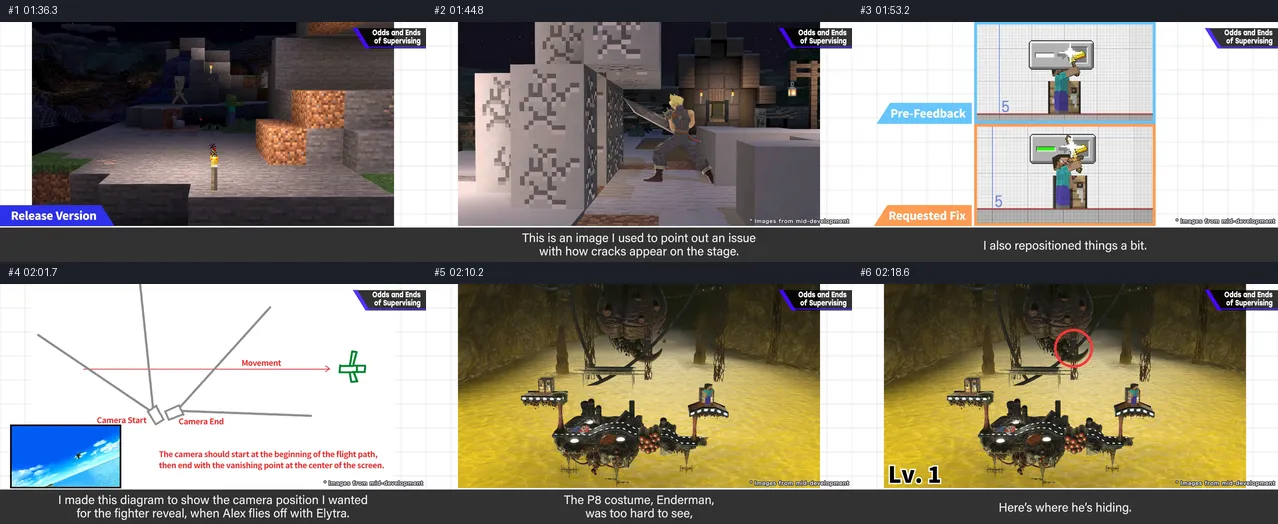 #1 01:36.3
Odds and Ends
of Supervising
Release Version
#2 01:44.8
Odds and Ends
of Supervising
* Images from mid-development
This is an image I used to point out an issue
with how cracks appear on the stage.
#3 01:53.2
Odds and Ends
of Supervising
5
Pre-Feedback
5
Requested Fix
* Images from mid-development
I also repositioned things a bit.
#4 02:01.7
Odds and Ends
of Supervising
Movement
Camera Start
Camera End
The camera should start at the beginning of the flight path,
then end with the vanishing point at the center of the screen.
* Images from mid-development
I made this diagram to show the camera position I wanted
for the fighter reveal, when Alex flies off with Elytra.
#5 02:10.2
Odds and Ends
of Supervising
* Images from mid-development
The P8 costume, Enderman,
was too hard to see,
#6 02:18.6
Odds and Ends
of Supervising
Lv. 1
* Images from mid-development
Here's where he's hiding.